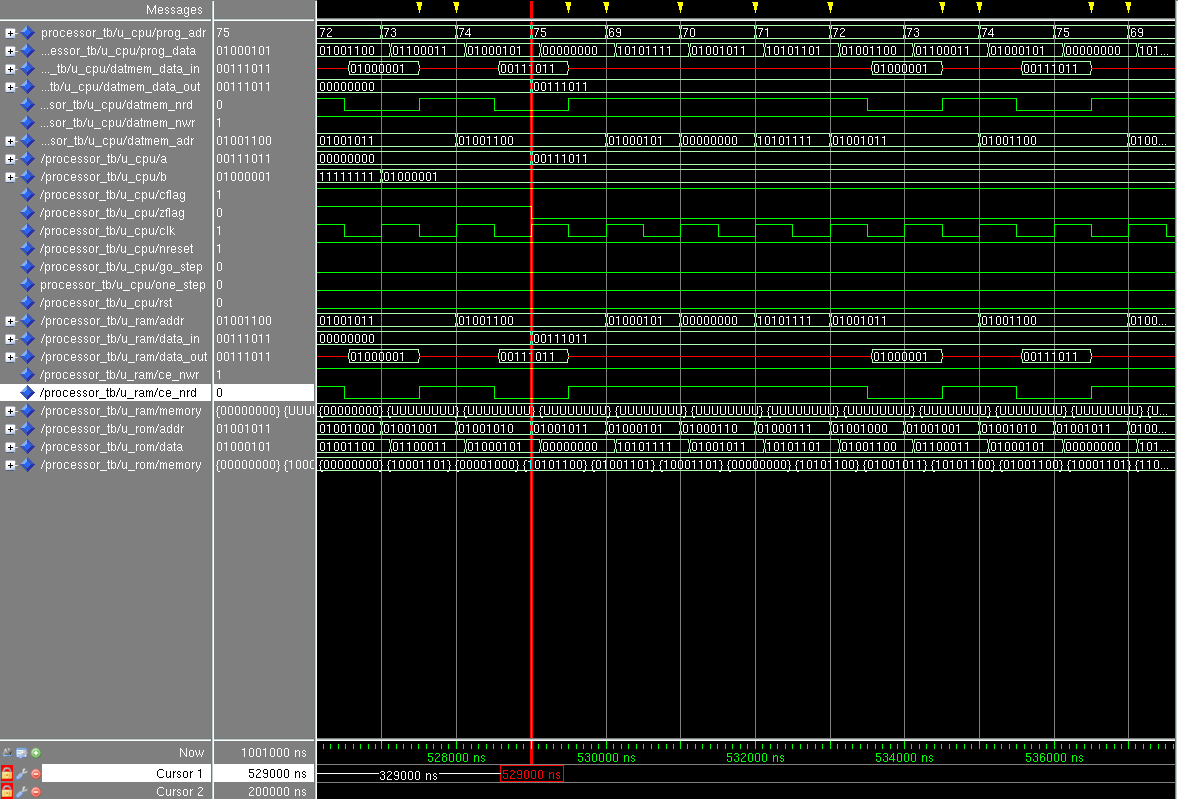 Messages
processor_tb/u_cpu/prog_adr 75 72 73 74 75 69 70 71 72 73 74 75 69
...essor_tb/u_cpu/prog_data 01000101 01001100 01100011 01000101 00000000 10101111 01001011 10101101 01001100 01100011 01000101 00000000 101...
..._tb/u_cpu/datmem_data_in 00111011 01000001 00111011 01000001 00111011
...tb/u_cpu/datmem_data_out 00111011 00000000 00111011
...sor_tb/u_cpu/datmem_nrd 0
...sor_tb/u_cpu/datmem_nwr 1
...sor_tb/u_cpu/datmem_adr 01001100 01001011 01001100 01000101 00000000 10101111 01001011 01001100 0100...
/processor_tb/u_cpu/a 00111011 00000000 00111011
/processor_tb/u_cpu/b 01000001 11111111 01000001
/processor_tb/u_cpu/cflag 1
/processor_tb/u_cpu/zflag 0
/processor_tb/u_cpu/clk 1
/processor_tb/u_cpu/nreset 1
/processor_tb/u_cpu/go_step 0
processor_tb/u_cpu/one_step 0
/processor_tb/u_cpu/rst 0
/processor_tb/u_ram/addr 01001100 01001011 01001100 01000101 00000000 10101111 01001011 01001100 0100...
/processor_tb/u_ram/data_in 00111011 00000000 00111011
/processor_tb/u_ram/data_out 00111011 01000001 00111011 01000001 00111011
/processor_tb/u_ram/ce_nwr 1
/processor_tb/u_ram/ce_nrd 0
/processor_tb/u_ram/memory {00000000} {UUU {00000000} {UUUUUUUU} {UUUUUUUU} {UUUUUUUU} {UUUUUUUU} {UUUUUUUU} {UUUUUUUU} {UUUUUUUU} {UUUUUUUU} {UUUUUUUU} {UUUUUUUU} {U...
/processor_tb/u_rom/addr 01001011 01001000 01001001 01001010 01001011 01000101 01000110 01000111 01001000 01001001 01001010 01001011 0100...
/processor_tb/u_rom/data 01000101 01001100 01100011 01000101 00000000 10101111 01001011 10101101 01001100 01100011 01000101 00000000 101...
/processor_tb/u_rom/memory {00000000} {1000 {00000000} {10001101} {00001000} {10101100} {01001101} {10001101} {00000000} {10101100} {01001011} {10101100} {01001100} {10001101} {110...
Now 1001000 ns 528000 ns 530000 ns 532000 ns 534000 ns 536000 ns
Cursor 1 529000 ns 329000 ns 529000 ns
Cursor 2 200000 ns